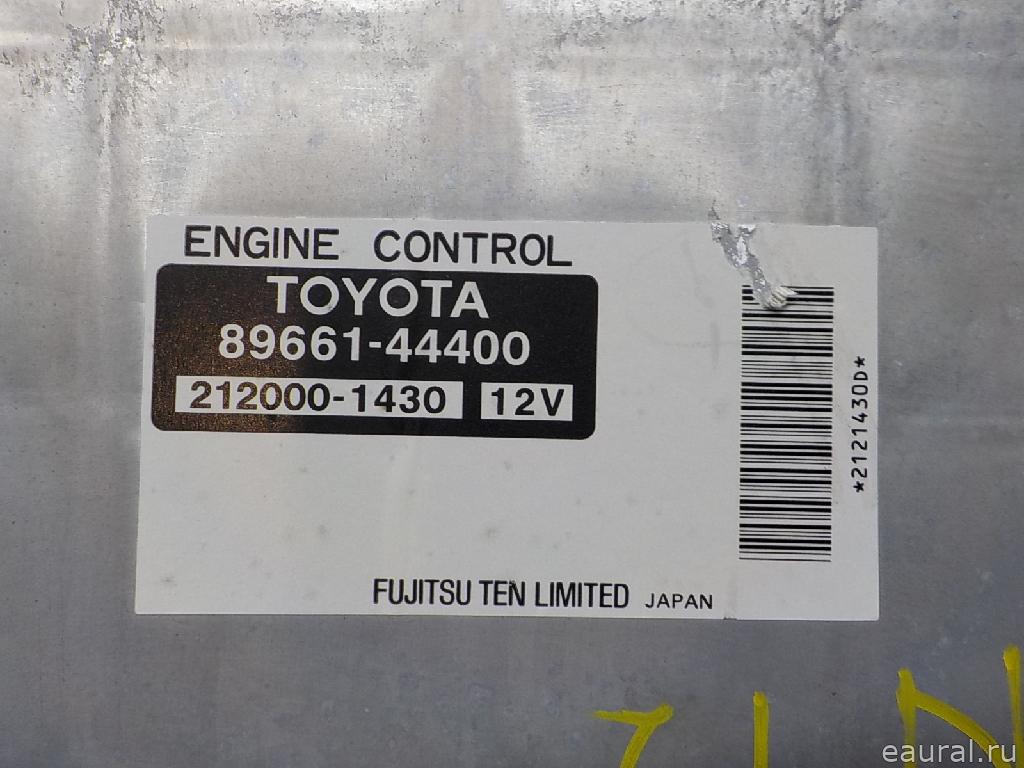 ENGINE CONTROL
TOYOTA
89661-44400
212000-1430 12V
*2121430D*
FUJITSU TEN LIMITED JAPAN
eaural.ru